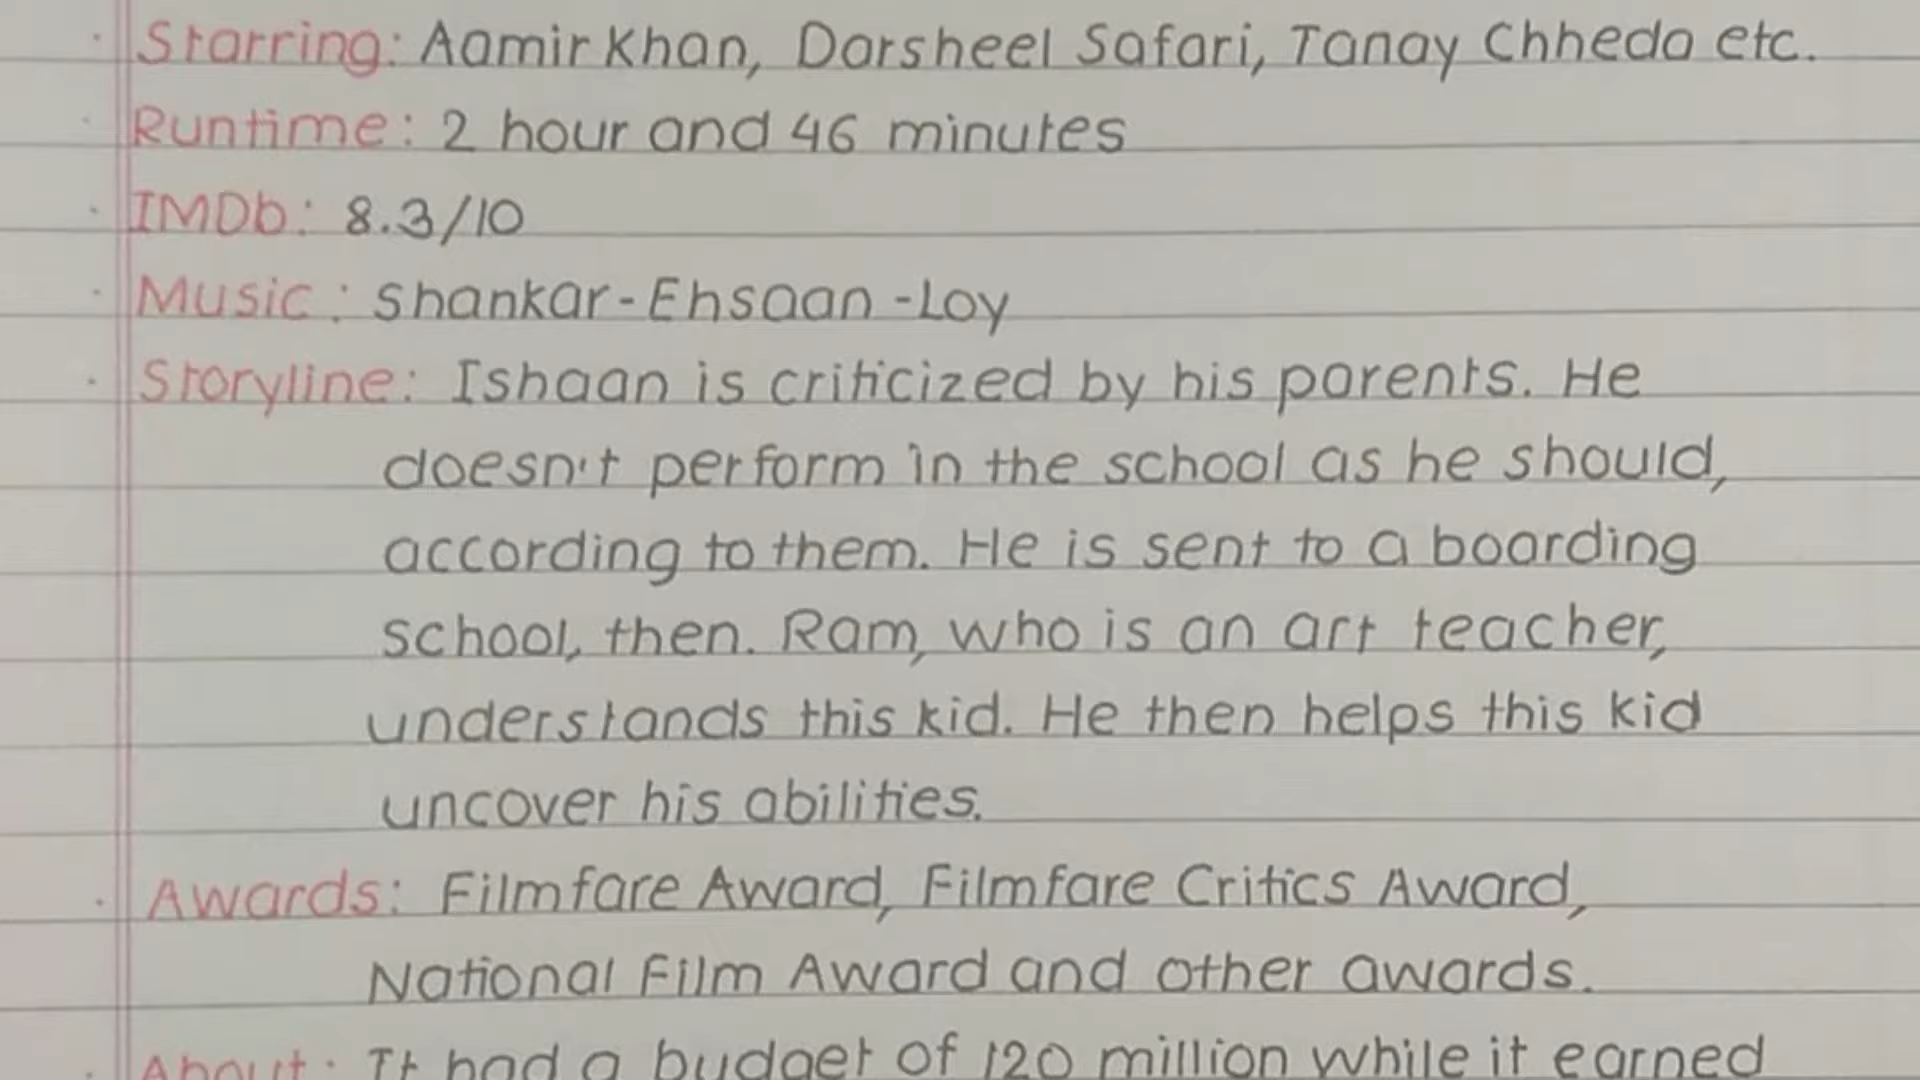 Starring: Aamir Khan, Darsheel Safari, Tanay Chheda etc.
Runtime: 2 hour and 46 minutes
IMDb: 8.3/10
Music: Shankar-Ehsaan-Loy
Storyline: Ishaan is criticized by his parents. He
doesn't perform in the school as he should,
according to them. He is sent to a boarding
school, then. Ram, who is an art teacher,
understands this kid. He then helps this kid
uncover his abilities.
Awards: Filmfare Award, Filmfare Critics Award,
National Film Award and other awards.
About: It had a budget of 120 million while it earned